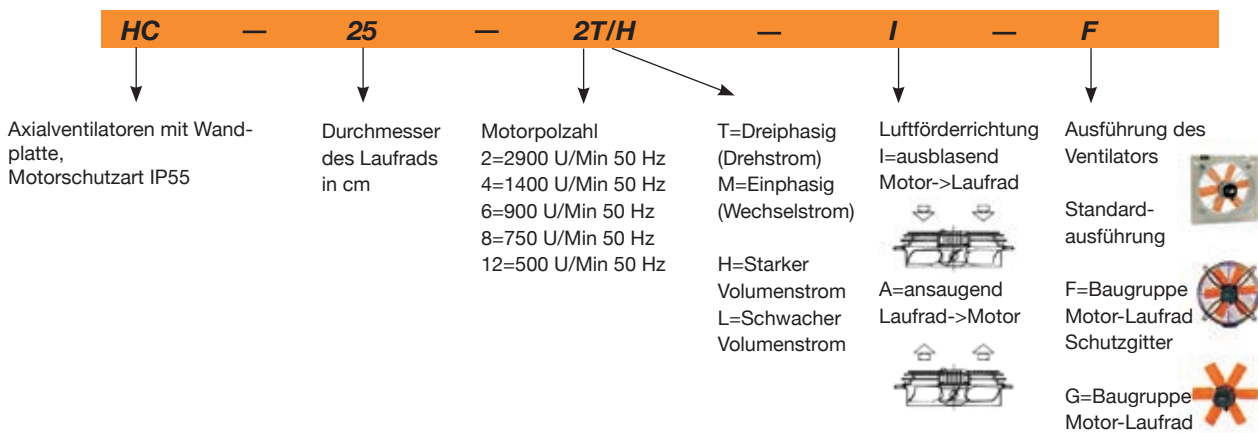 HC — 25 — 2T/H — I — F
Axialventilatoren mit Wand-
platte,
Motorschutzart IP55
Durchmesser
des Laufrads
in cm
Motorpolzahl
2=2900 U/Min 50 Hz
4=1400 U/Min 50 Hz
6=900 U/Min 50 Hz
8=750 U/Min 50 Hz
12=500 U/Min 50 Hz
T=Dreiphasig
(Drehstrom)
M=Einphasig
(Wechselstrom)
H=Starker
Volumenstrom
L=Schwacher
Volumenstrom
Luftförderrichtung
I=ausblasend
Motor->Laufrad
A=ansaugend
Laufrad->Motor
Ausführung des
Ventilators
Standard-
ausführung
F=Baugruppe
Motor-Laufrad
Schutzgitter
G=Baugruppe
Motor-Laufrad